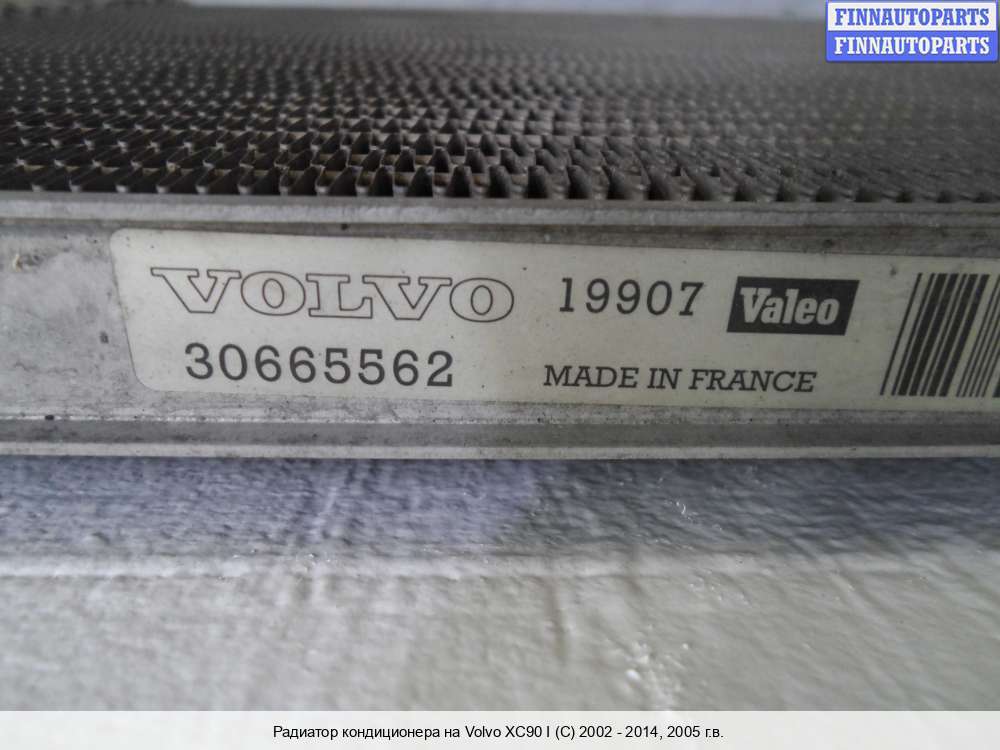 FINNAUTOPARTS
FINNAUTOPARTS
VOLVO 19907 Valeo
30665562 MADE IN FRANCE
Радиатор кондиционера на Volvo XC90 I (C) 2002 - 2014, 2005 г.в.